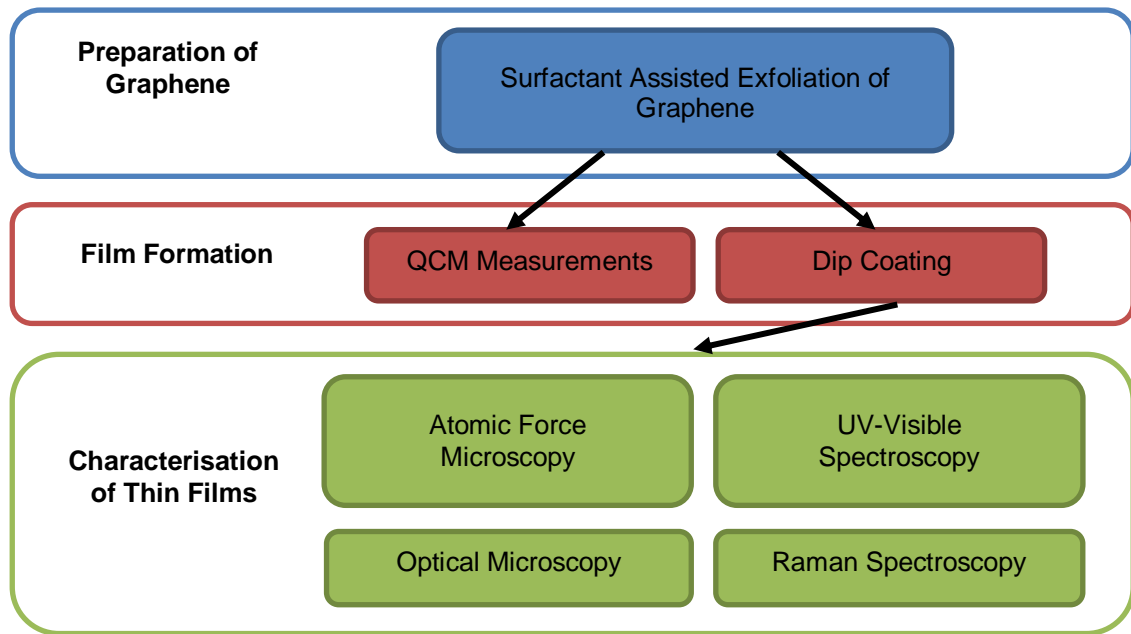 Preparation of
Graphene
Surfactant Assisted Exfoliation of
Graphene
Film Formation
QCM Measurements
Dip Coating
Characterisation
of Thin Films
Atomic Force
Microscopy
UV-Visible
Spectroscopy
Optical Microscopy
Raman Spectroscopy